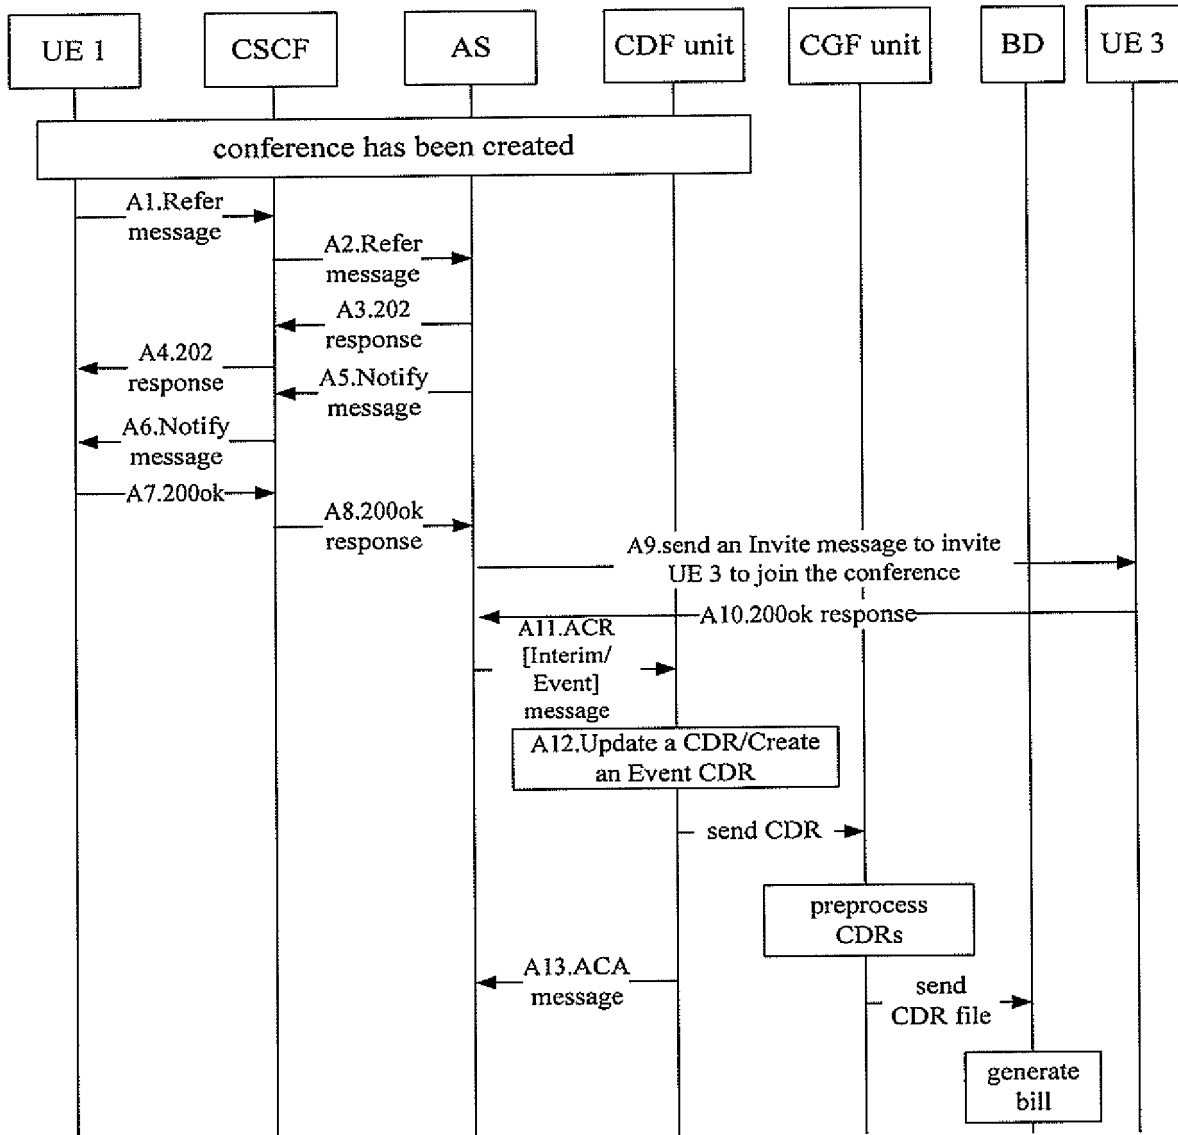 UE 1
CSCF
AS
CDF unit
CGF unit
BD
UE 3
conference has been created
A1.Refer
message
A2.Refer
message
A3.202
response
A4.202
response
A5.Notify
message
A6.Notify
message
A7.200ok
A8.200ok
response
A9.send an Invite message to invite
UE 3 to join the conference
A10.200ok response
A11.ACR
[Interim/
Event]
message
A12.Update a CDR/Create
an Event CDR
send CDR
preprocess
CDRs
A13.ACA
message
send
CDR file
generate
bill